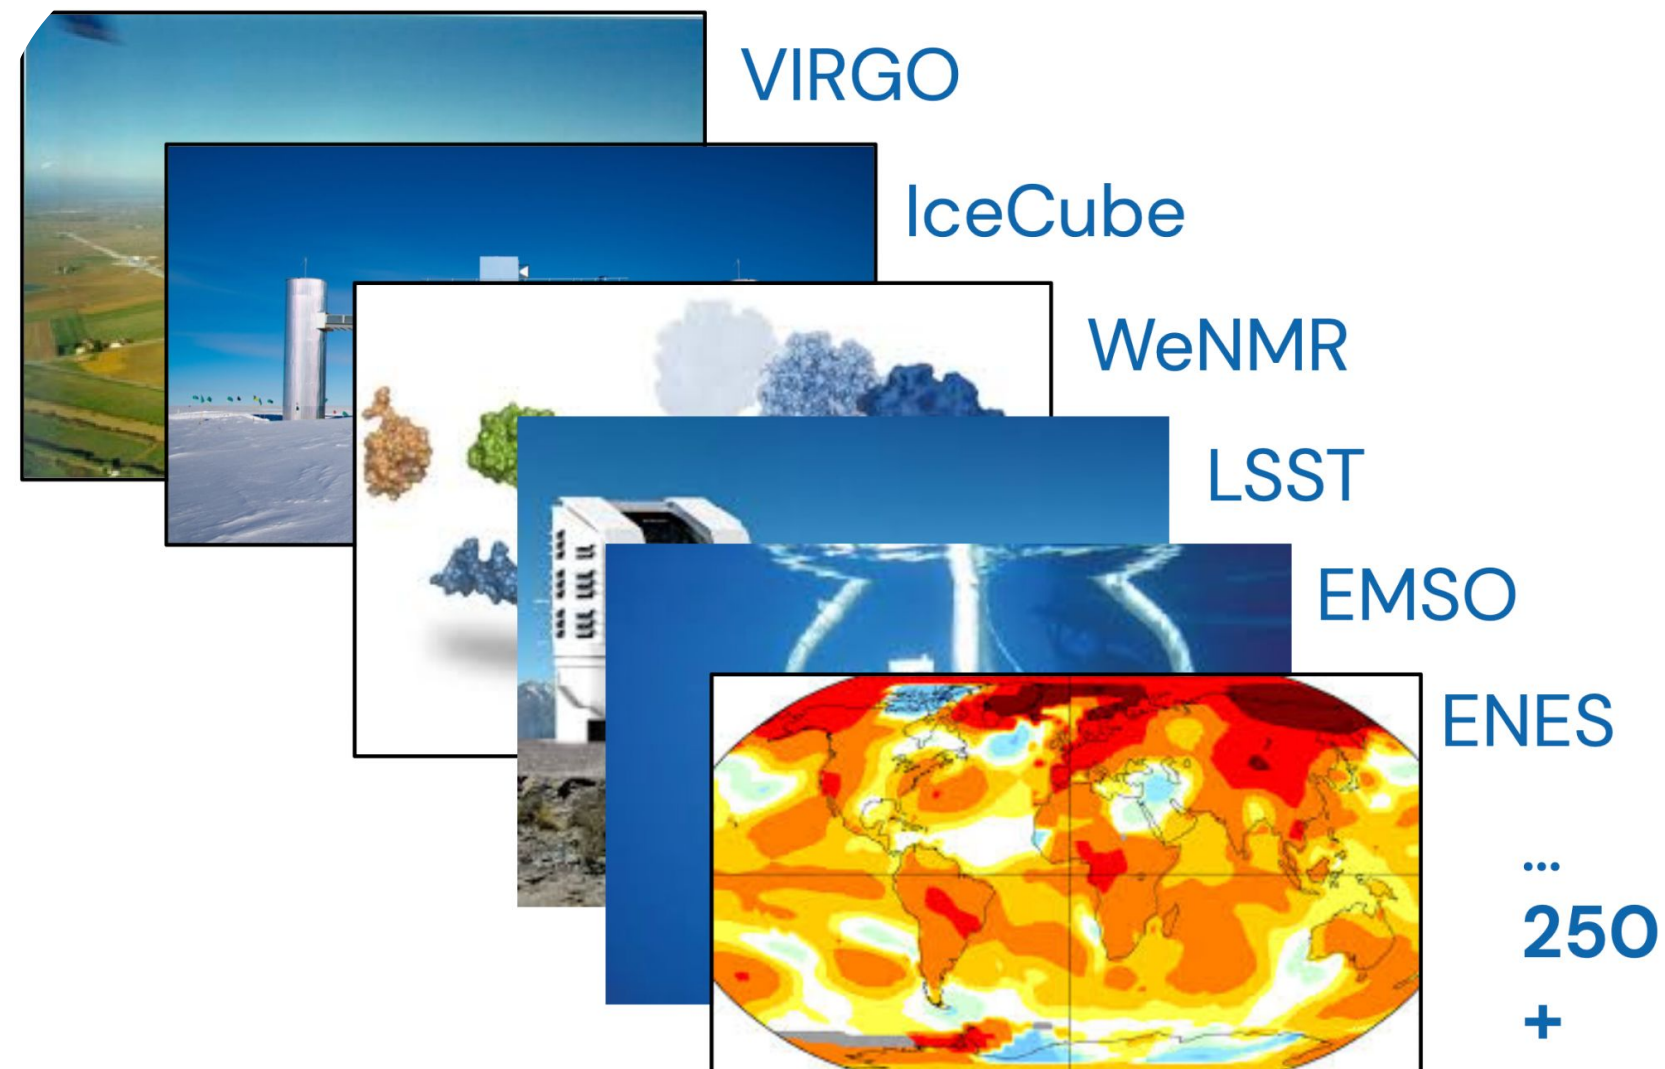 VIRGO
IceCube
WeNMR
LSST
EMSO
ENES
...
250
+